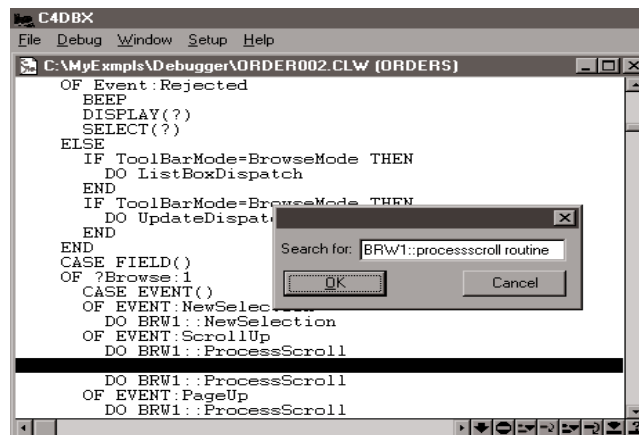 C4DBX
File Debug Window Setup Help
C:\MyExmpls\Debugger\ORDER002.CLW (ORDERS)
OF Event:Rejected
BEEP
DISPLAY(?)
SELECT(?)
ELSE
IF ToolBarMode=BrowseMode THEN
DO ListBoxDispatch
END
IF ToolBarMode=BrowseMode THEN
DO UpdateDispat
END
END
CASE FIELD()
OF ?Browse:1
CASE EVENT()
OF EVENT:NewSelection
DO BRW1::NewSelection
OF EVENT:ScrollUp
DO BRW1::ProcessScroll
DO BRW1::ProcessScroll
OF EVENT:PageUp
DO BRW1::ProcessScroll
Search for: BRW1::processscroll routine
OK Cancel